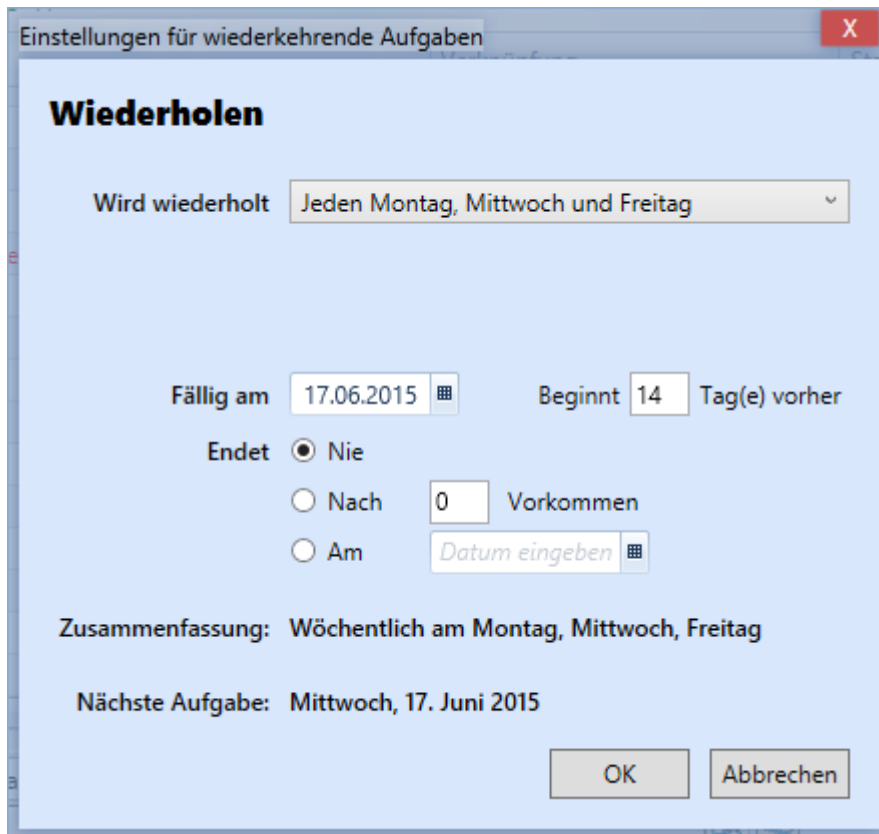 Einstellungen für wiederkehrende Aufgaben X
Wiederholen
Wird wiederholt Jeden Montag, Mittwoch und Freitag
Fällig am 17.06.2015 Beginnt 14 Tag(e) vorher
Endet Nie
Nach 0 Vorkommen
Am Datum eingeben
Zusammenfassung: Wöchentlich am Montag, Mittwoch, Freitag
Nächste Aufgabe: Mittwoch, 17. Juni 2015
OK Abbrechen